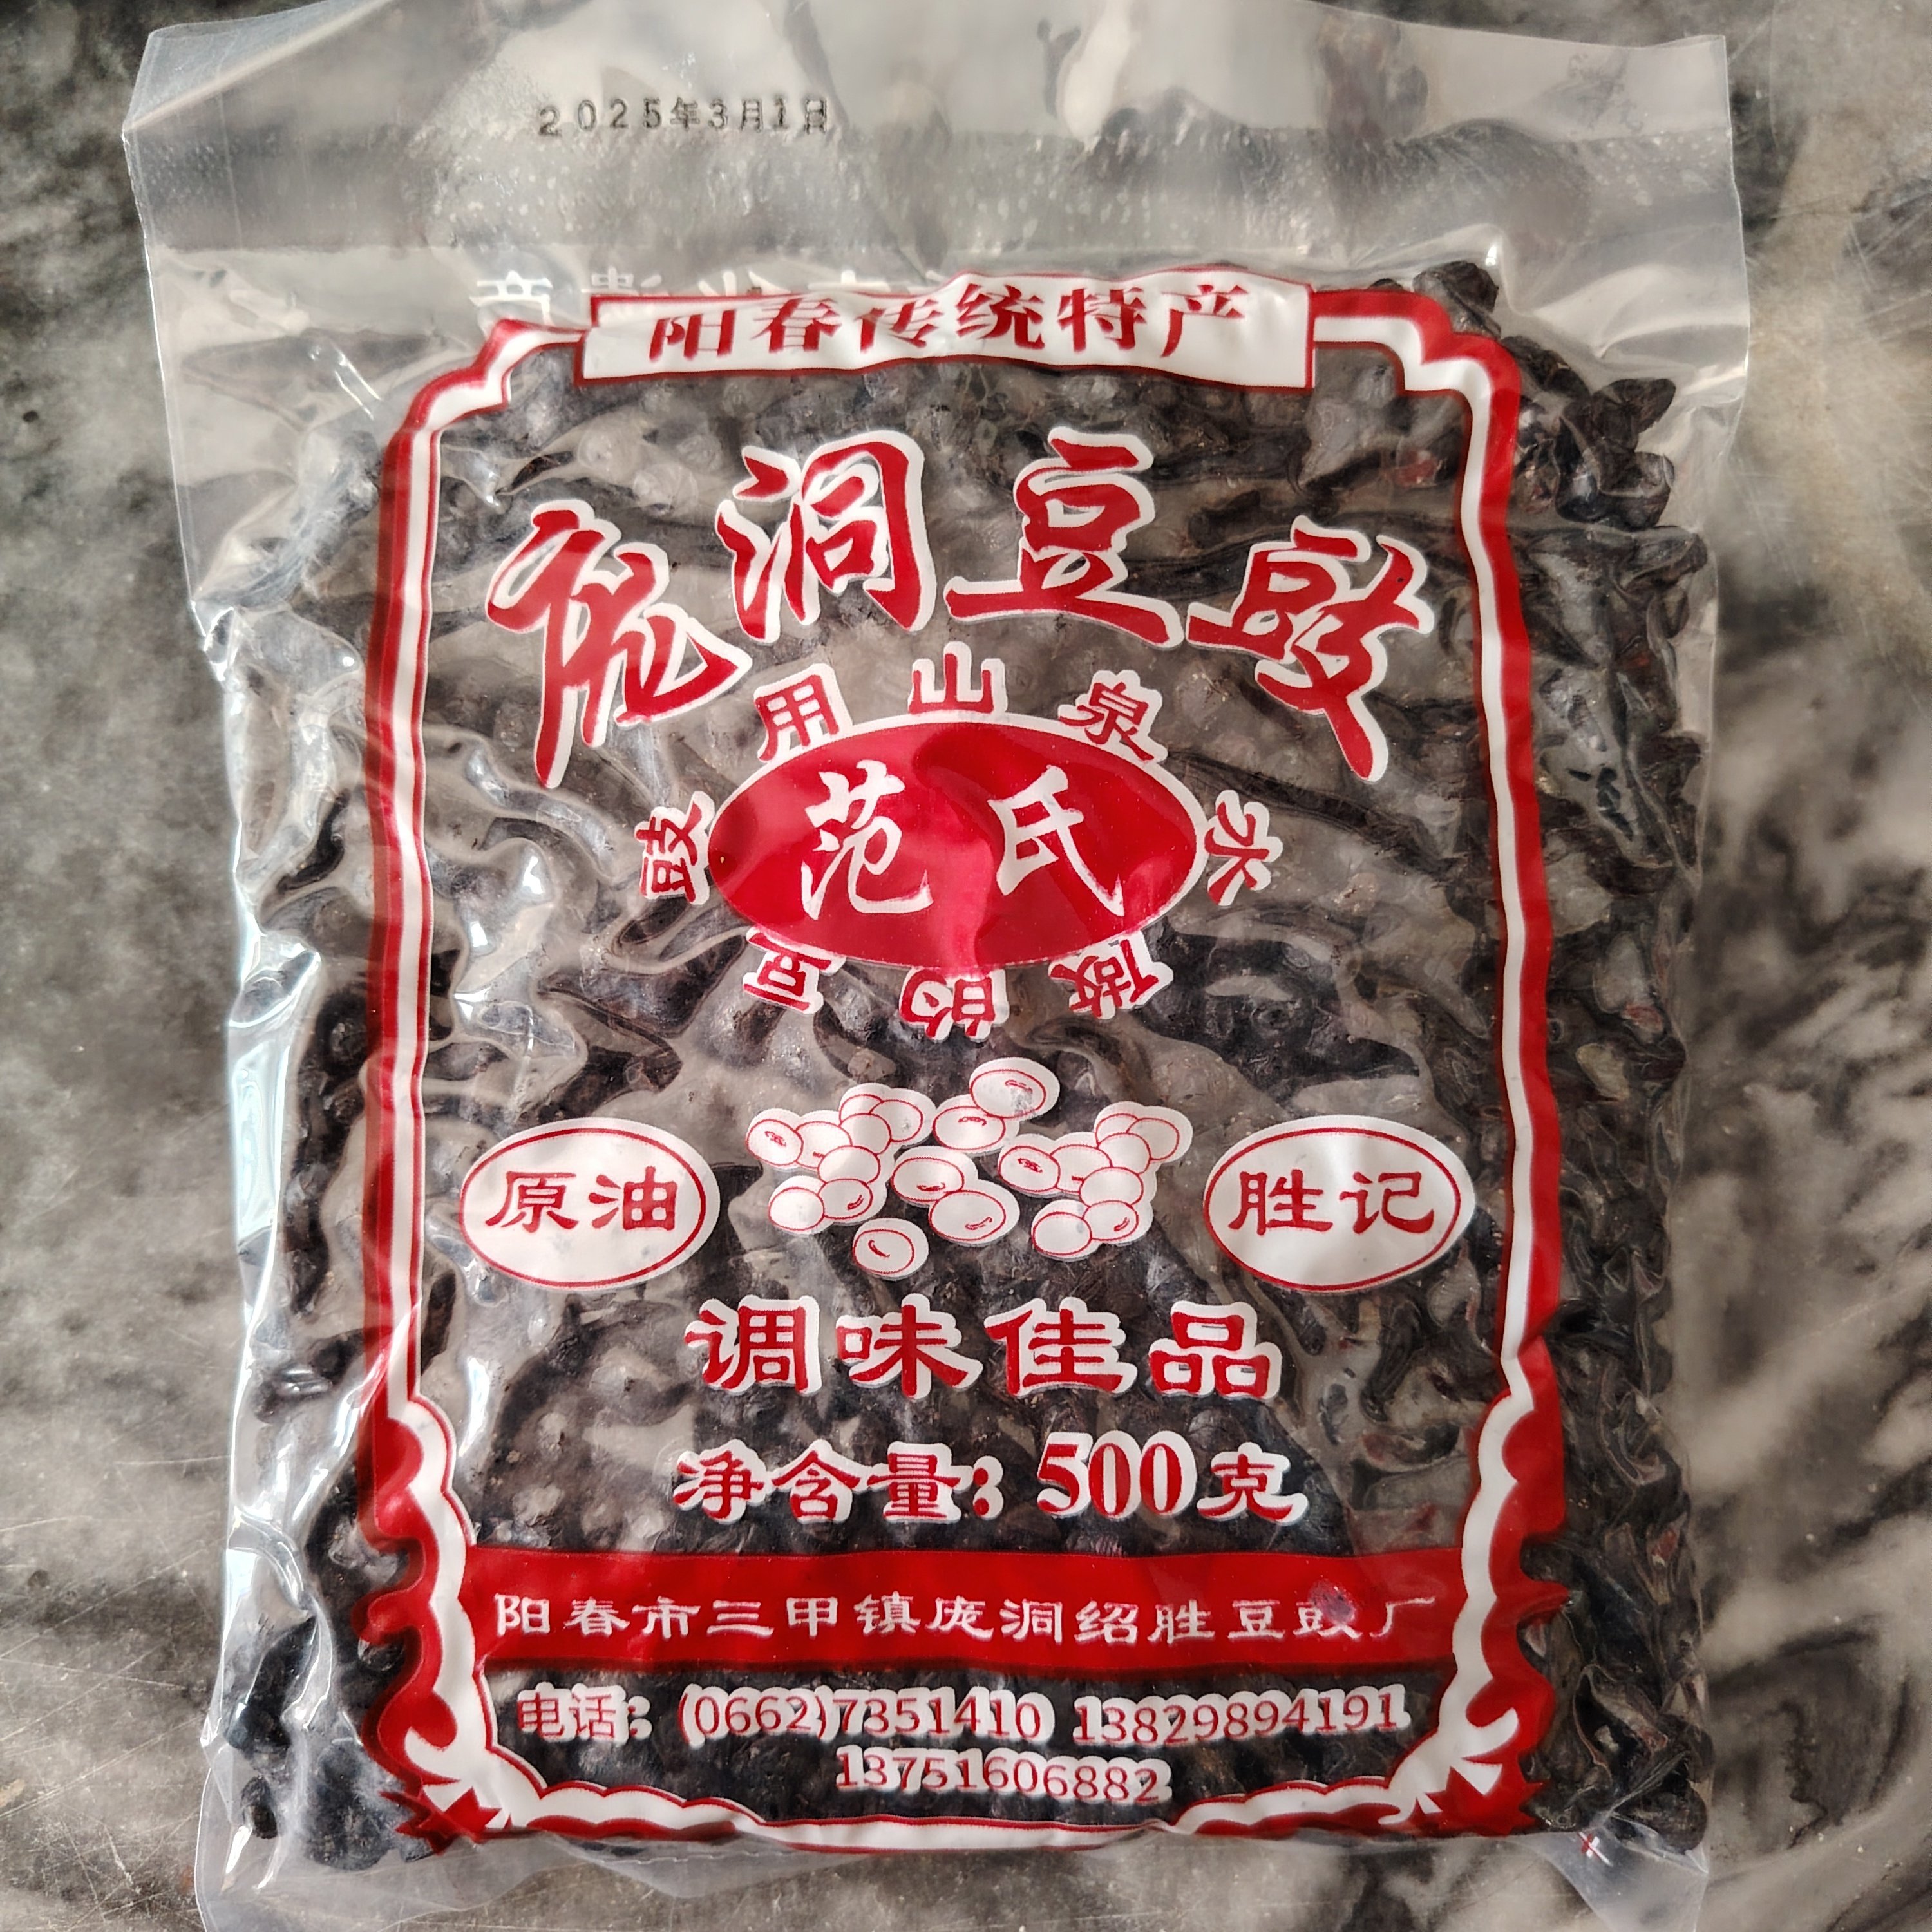 2025年3月1日
阳春传统特产
庞洞豆豉
用山泉水做的豆豉
范氏
原油
胜记
调味佳品
净含量:500克
阳春市三甲镇庞洞绍胜豆豉厂
电话:(0662)7351410 13829894191
13751606882